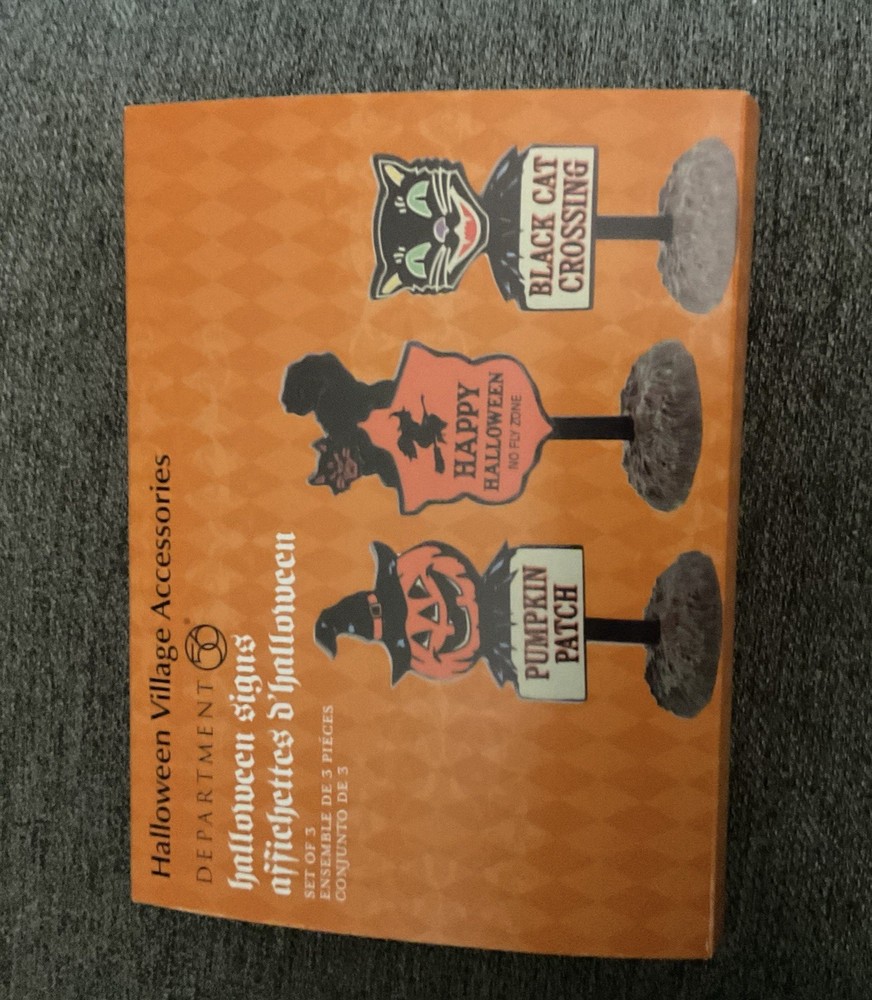 Halloween Village Accessories
DEPARTMENT 56
halloween signs
affichettes d'halloween
SET OF 3
ENSEMBLE DE 3 PIÉCES
CONJUNTO DE 3
PUMPKIN
PATCH
HAPPY
HALLOWEEN
NO FLY ZONE
BLACK CAT
CROSSING